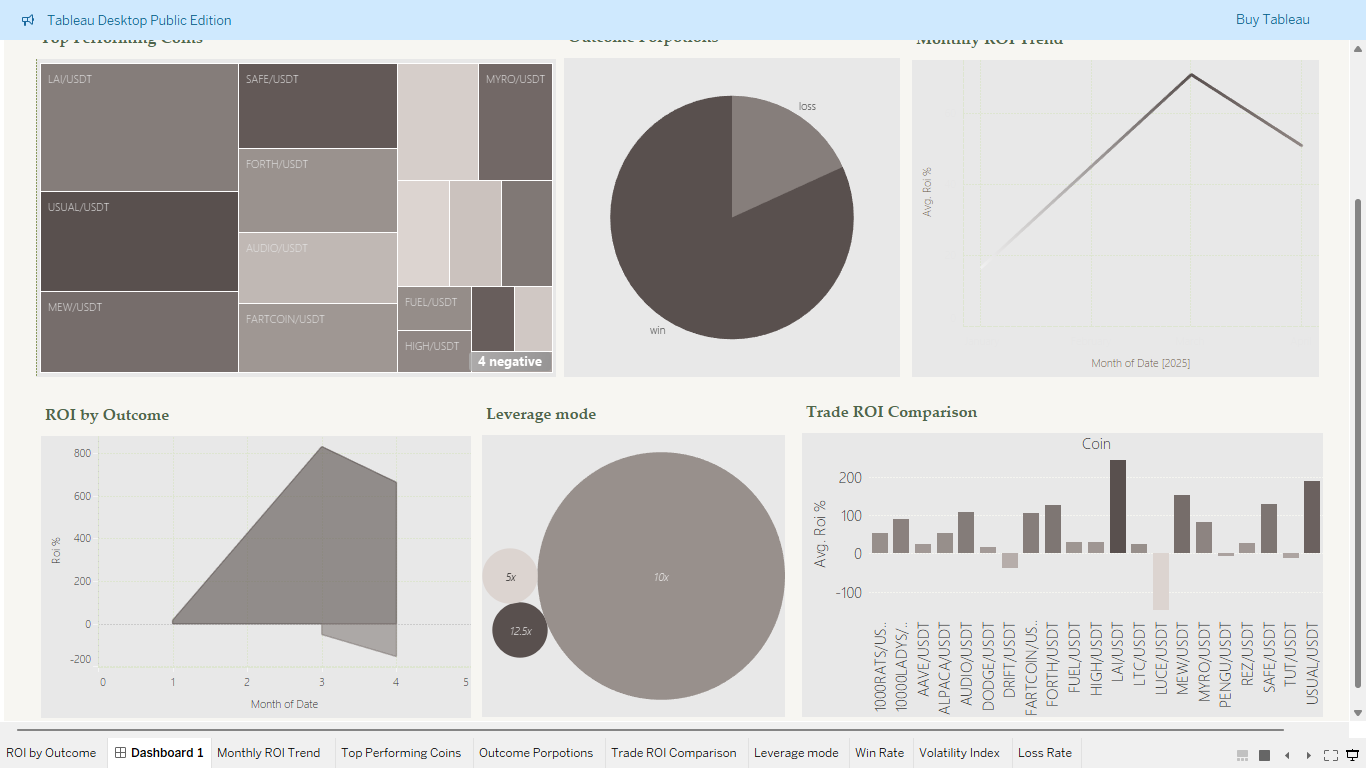 Tableau Desktop Public Edition
Buy Tableau
Top Performing Coins
Outcome Porpotions
Monthly ROI Trend
LAI/USDT
SAFE/USDT
MYRO/USDT
USUAL/USDT
FORTH/USDT
AUDIO/USDT
MEW/USDT
FARTCOIN/USDT
FUEL/USDT
HIGH/USDT
4 negative
loss
win
Avg. Roi %
Month of Date [2025]
ROI by Outcome
800
600
400
200
0
-200
Roi %
0 1 2 3 4 5
Month of Date
Leverage mode
5x
10x
12.5x
Trade ROI Comparison
Coin
200
100
0
-100
Avg. Roi %
1000RATS/US..
10000LADYS/..
AAVE/USDT
ALPACA/USDT
AUDIO/USDT
DODGE/USDT
DRIFT/USDT
FARTCOIN/US..
FORTH/USDT
FUEL/USDT
HIGH/USDT
LAI/USDT
LTC/USDT
LUCE/USDT
MEW/USDT
MYRO/USDT
PENGU/USDT
REZ/USDT
SAFE/USDT
TUT/USDT
USUAL/USDT
ROI by Outcome
Dashboard 1
Monthly ROI Trend
Top Performing Coins
Outcome Porpotions
Trade ROI Comparison
Leverage mode
Win Rate
Volatility Index
Loss Rate